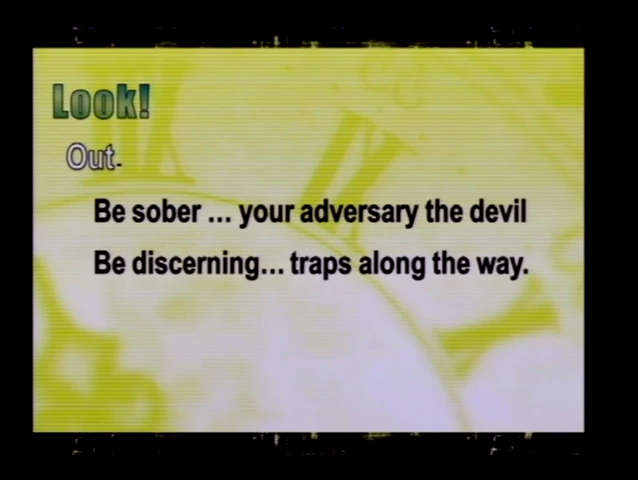 Look!
Out.
Be sober ... your adversary the devil
Be discerning... traps along the way.